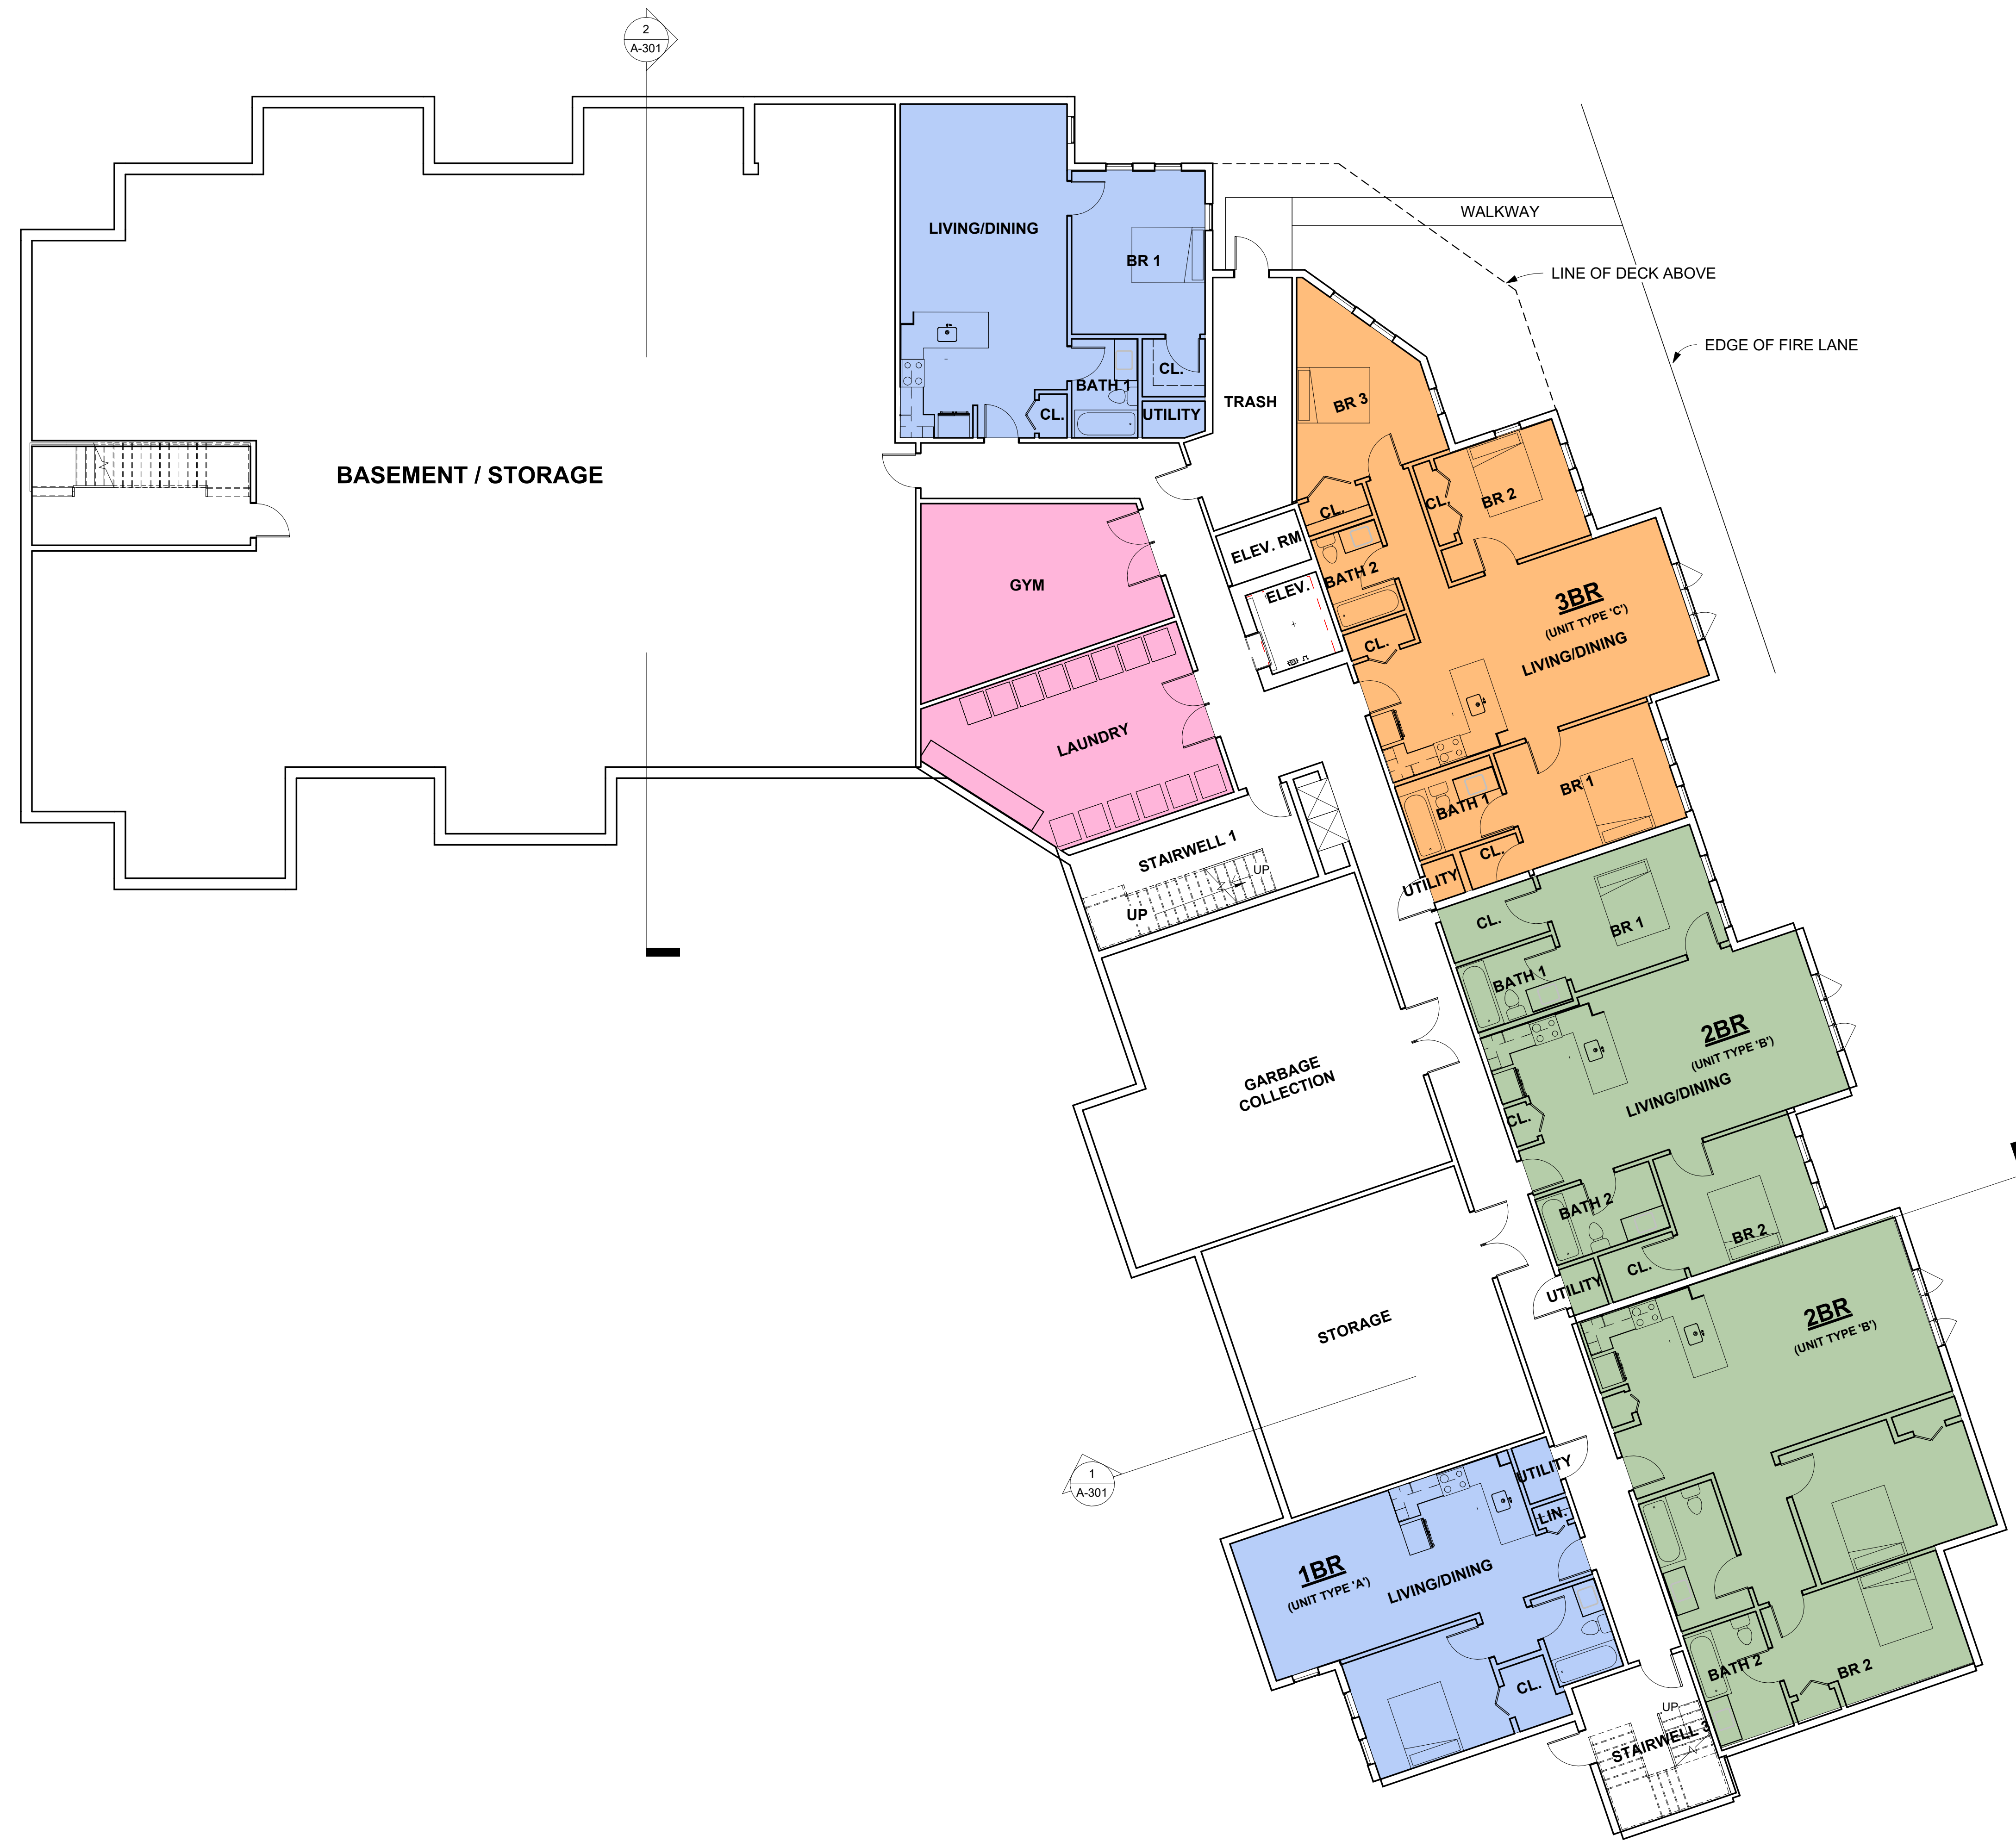 2
A-301
WALKWAY
LINE OF DECK ABOVE
EDGE OF FIRE LANE
LIVING/DINING
BR 1
BATH 1
CL.
CL.
UTILITY
TRASH
BASEMENT / STORAGE
BR 3
CL.
BR 2
CL.
ELEV. RM
ELEV.
BATH 2
GYM
3BR
(UNIT TYPE 'C')
LIVING/DINING
CL.
LAUNDRY
BR 1
BATH 1
CL.
UTILITY
STAIRWELL 1
UP
UP
CL.
BR 1
BATH 1
2BR
(UNIT TYPE 'B')
LIVING/DINING
CL.
GARBAGE
COLLECTION
BATH 2
BR 2
CL.
UTILITY
STORAGE
2BR
(UNIT TYPE 'B')
1
A-301
UTILITY
LIN.
1BR
(UNIT TYPE 'A')
LIVING/DINING
CL.
BATH 2
BR 2
UP
STAIRWELL 3